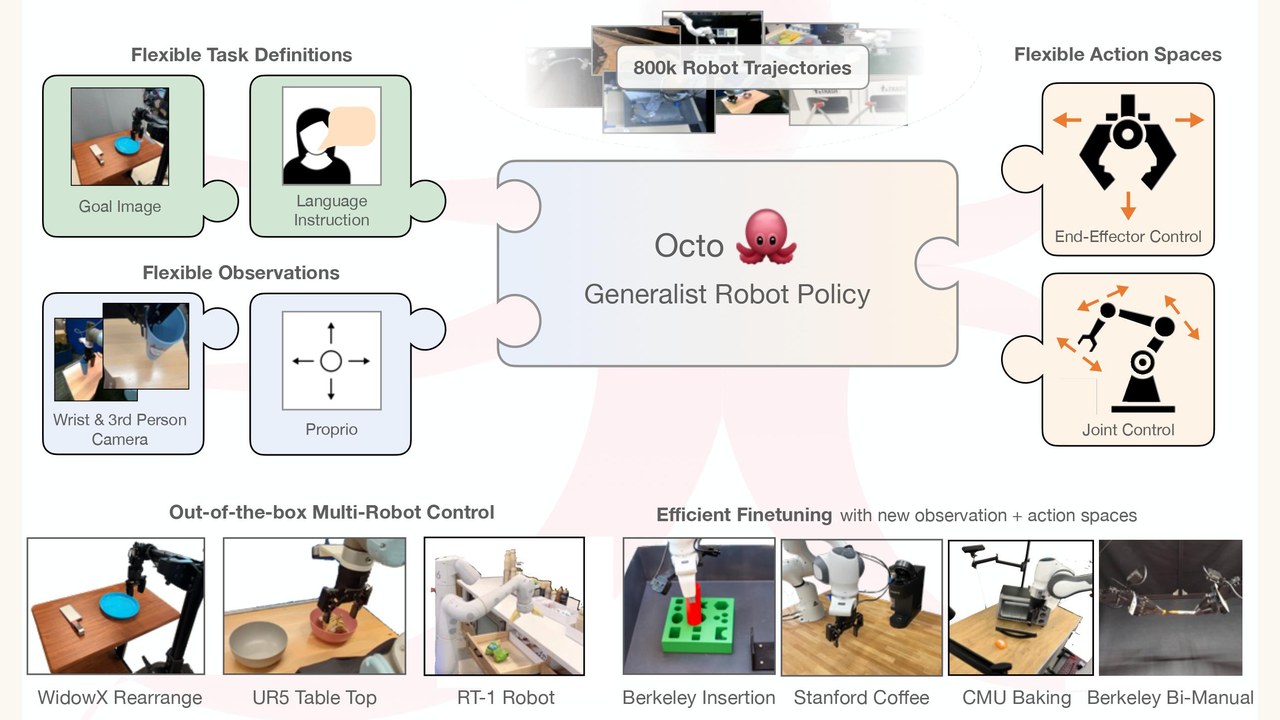 Flexible Task Definitions
Goal Image
Language
Instruction
Flexible Observations
Wrist & 3rd Person
Camera
Proprio
800k Robot Trajectories
Octo
Generalist Robot Policy
Flexible Action Spaces
End-Effector Control
Joint Control
Out-of-the-box Multi-Robot Control
WidowX Rearrange
UR5 Table Top
RT-1 Robot
Efficient Finetuning with new observation + action spaces
Berkeley Insertion
Stanford Coffee
CMU Baking
Berkeley Bi-Manual